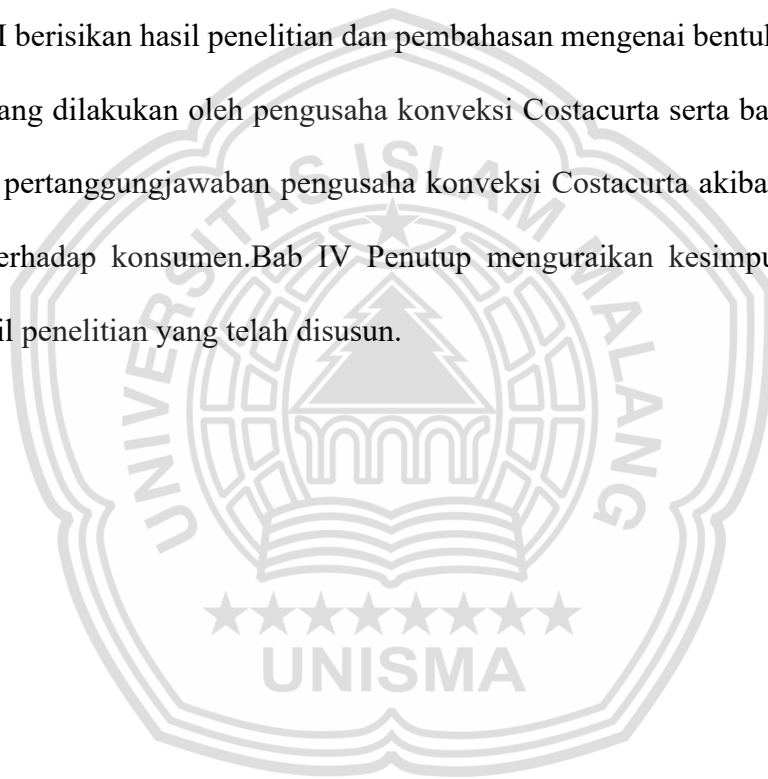 I berisikan hasil penelitian dan pembahasan mengenai bentu
ang dilakukan oleh pengusaha konveksi Costacurta serta ba
pertanggungjawaban pengusaha konveksi Costacurta akiba
erhadap konsumen.Bab IV Penutup menguraikan kesimpu
il penelitian yang telah disusun.
UNIVERSITAS ISLAM MALANG
UNISMA